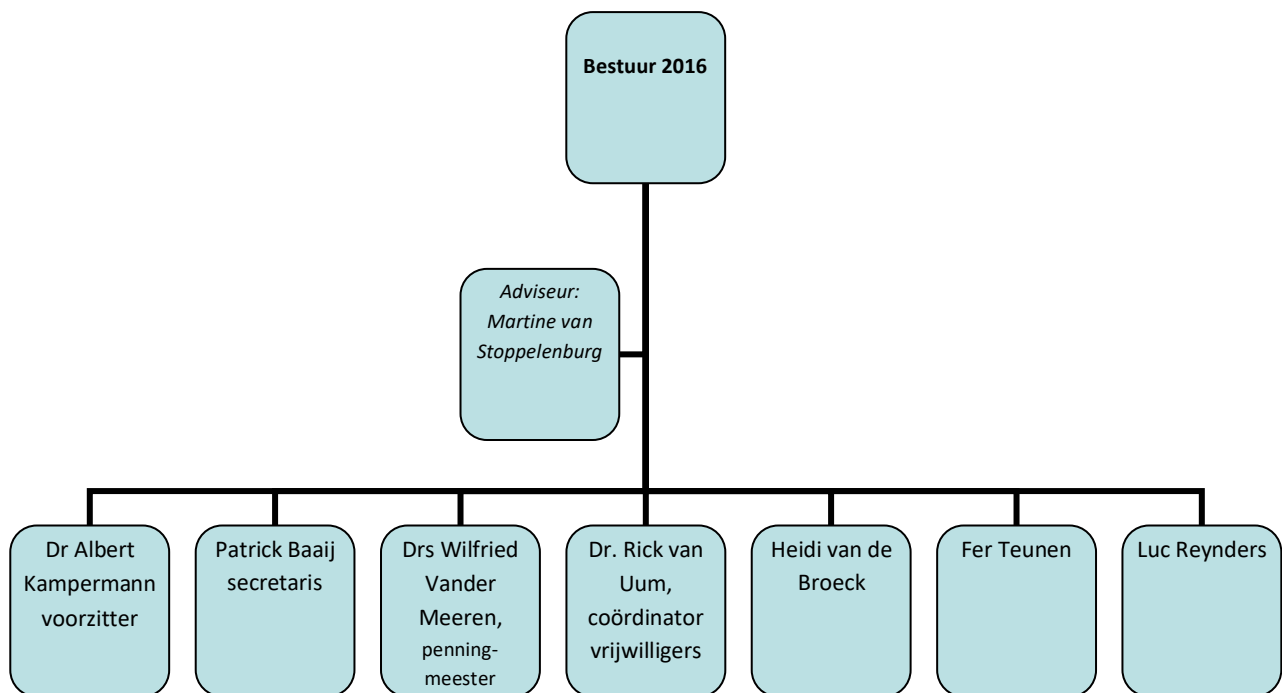 Bestuur 2016
Adviseur:
Martine van
Stoppelenburg
Dr Albert
Kampermann
voorzitter
Patrick Baaij
secretaris
Drs Wilfried
Vander
Meeren,
penning-
meester
Dr. Rick van
Uum,
coördinator
vrijwilligers
Heidi van de
Broeck
Fer Teunen
Luc Reynders